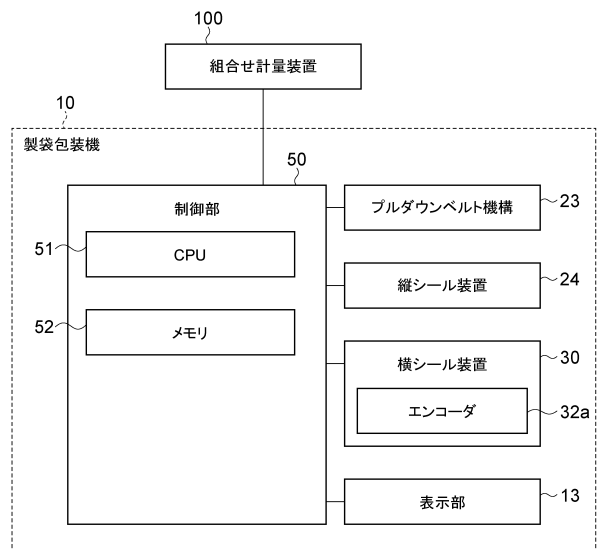 100
組合せ計量装置
10
製袋包装機
50
制御部
プルダウンベルト機構
23
51
CPU
縦シール装置
24
52
メモリ
横シール装置
30
エンコーダ
32a
表示部
13